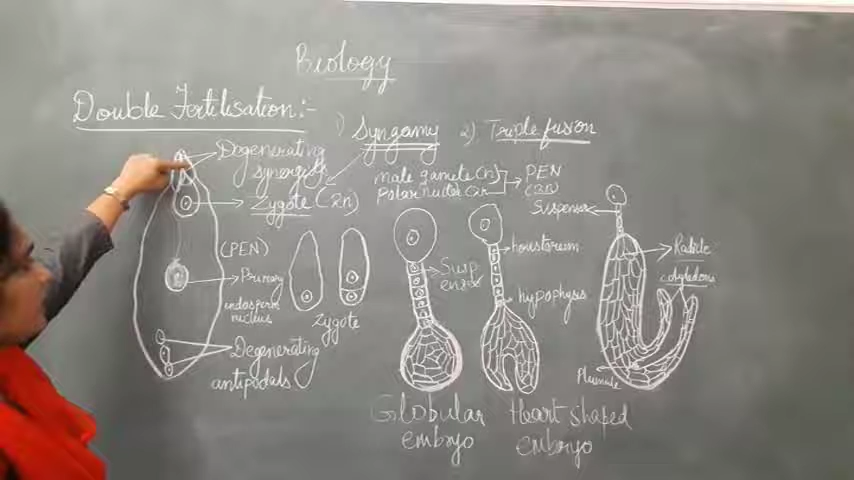 Biology
Double Fertilisation:-
1) Syngamy 2) Triple fusion
Degenerating
synergids
Zygote (2n)
male gamete (n)
Polar nuclei (2n
PEN
(3n)
(PEN)
Primary
endosperm
nucleus
Zygote
Degenerating
antipodals
Suspensor
Globular
embryo
houstorium
hypophysis
Heart shaped
embryo
Suspensor
Radicle
cotyledons
Plumule